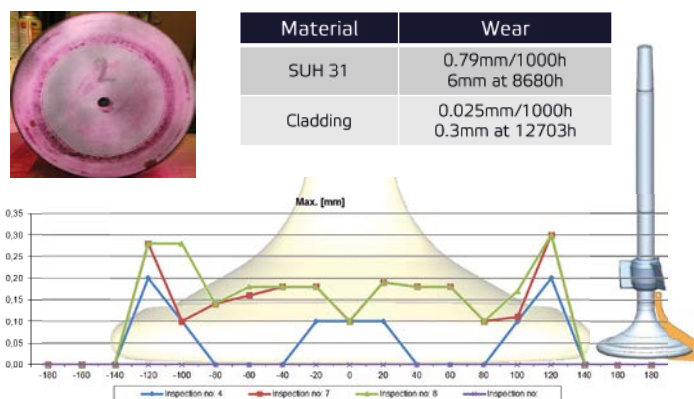 2
Material Wear
SUH 31 0.79mm/1000h
6mm at 8680h
Cladding 0.025mm/1000h
0.3mm at 12703h
Max. [mm]
0,35
0,30
0,25
0,20
0,15
0,10
0,05
0,00
-180 -160 -140 -120 -100 -80 -60 -40 -20 0 20 40 60 80 100 120 140 160 180
Inspection no: 4 Inspection no: 7 Inspection no: 8 Inspection no: